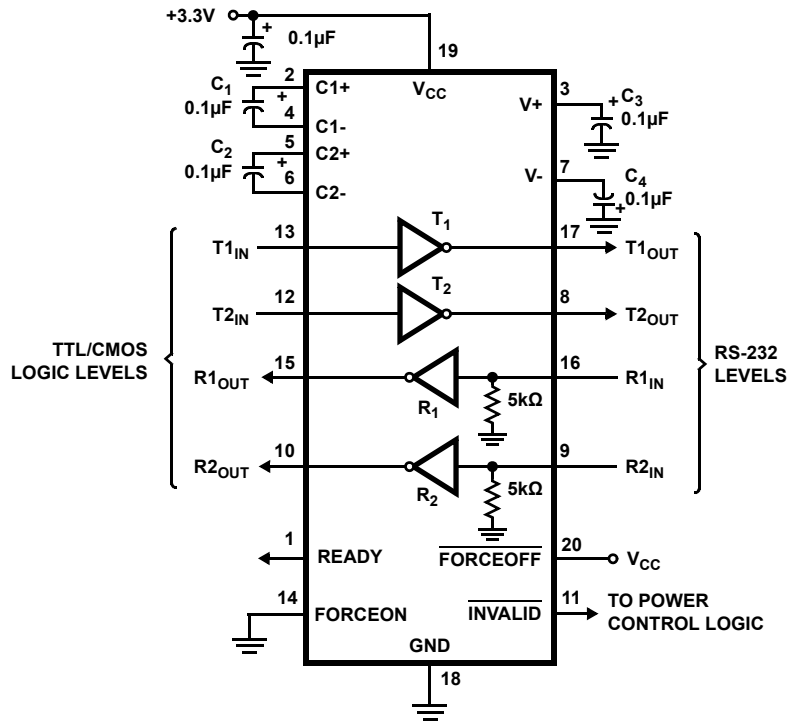 +3.3V
+
0.1µF
19
2
C1+
VCC
3
C1
0.1µF
+
4
C1-
V+
+
C3
0.1µF
5
C2+
C2
0.1µF
+
6
C2-
7
V-
C4
0.1µF
+
T1
13
17
T1IN
T1OUT
T2
12
8
T2IN
T2OUT
TTL/CMOS
LOGIC LEVELS
RS-232
LEVELS
15
16
R1OUT
R1IN
R1
5kΩ
10
9
R2OUT
R2IN
R2
5kΩ
1
READY
FORCEOFF
20
VCC
14
FORCEON
INVALID
11
TO POWER
CONTROL LOGIC
GND
18